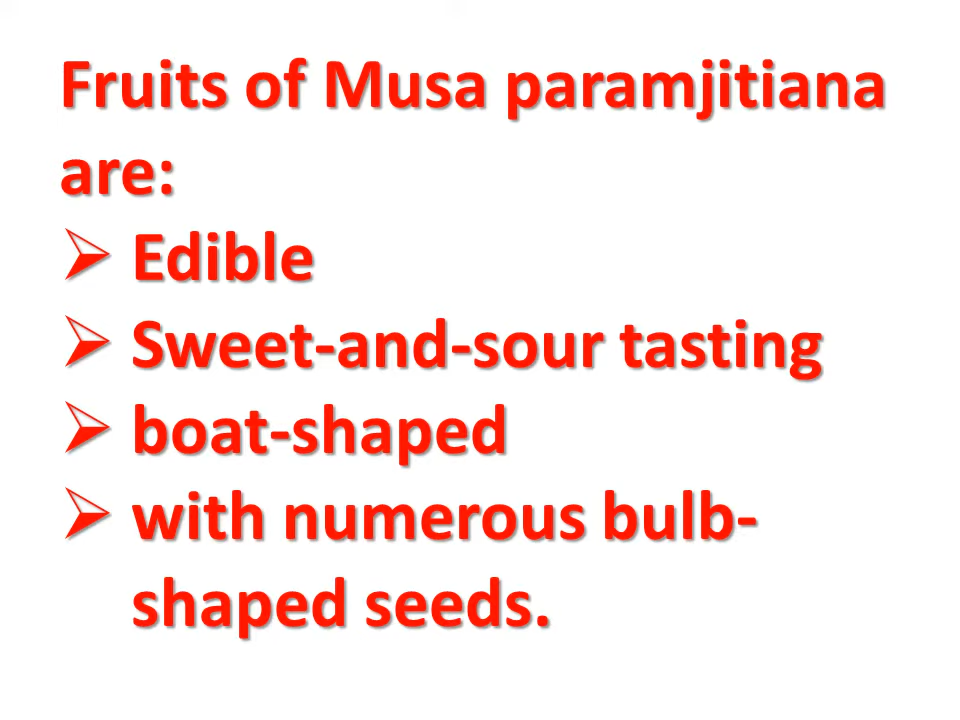 Fruits of Musa paramjitiana
are:
➢ Edible
➢ Sweet-and-sour tasting
➢ boat-shaped
➢ with numerous bulb-
shaped seeds.